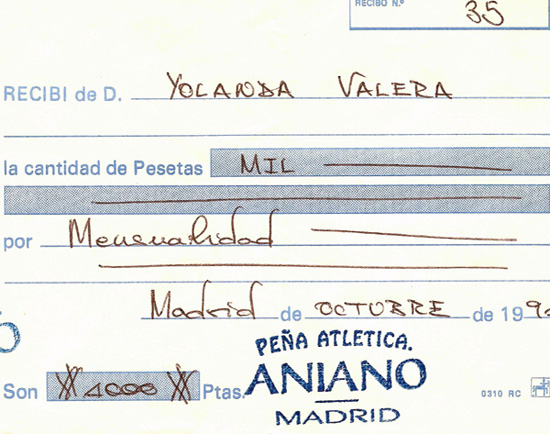 RECIBO N.º 35
RECIBI de D. YOLANDA VALERA
la cantidad de Pesetas MIL
por Mensualidad
Madrid de OCTUBRE de 199
PEÑA ATLETICA.
Son 1000 Ptas. ANIANO
0310 RC
MADRID